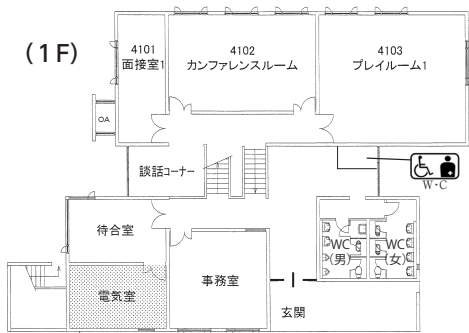 (1F)
4101
面接室1
4102
カンファレンスルーム
4103
プレイルーム1
OA
談話コーナー
W・C
待合室
WC
(男)
WC
(女)
電気室
事務室
玄関